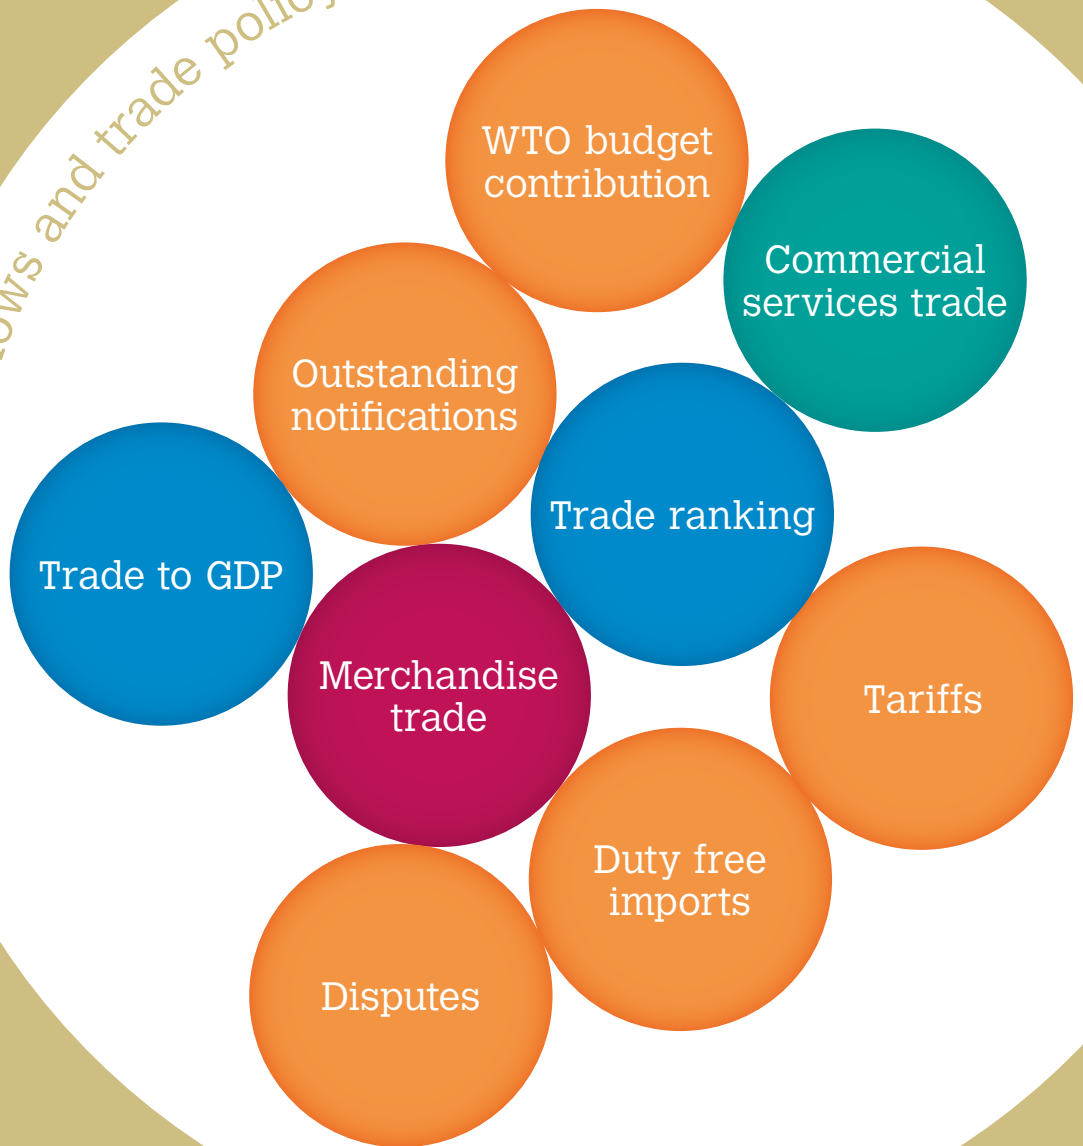 and trade policy
WTO budget
contribution
Commercial
services trade
Outstanding
notifications
Trade ranking
Trade to GDP
Merchandise
trade
Tariffs
Duty free
imports
Disputes